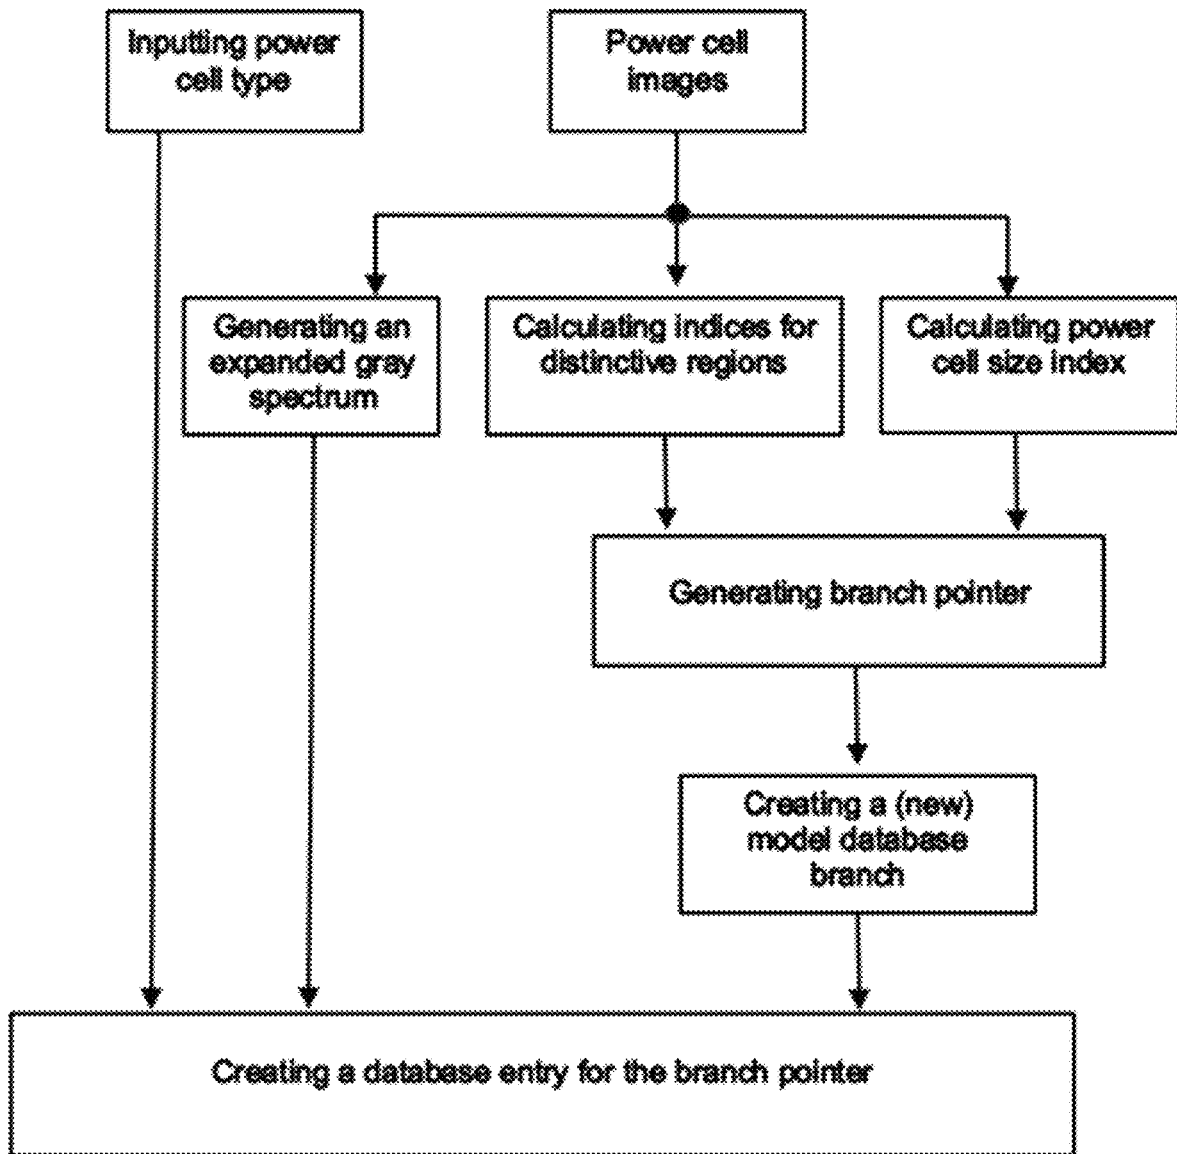 Inputting power
cell type
Power cell
images
Generating an
expanded gray
spectrum
Calculating indices for
distinctive regions
Calculating power
cell size index
Generating branch pointer
Creating a (new)
model database
branch
Creating a database entry for the branch pointer